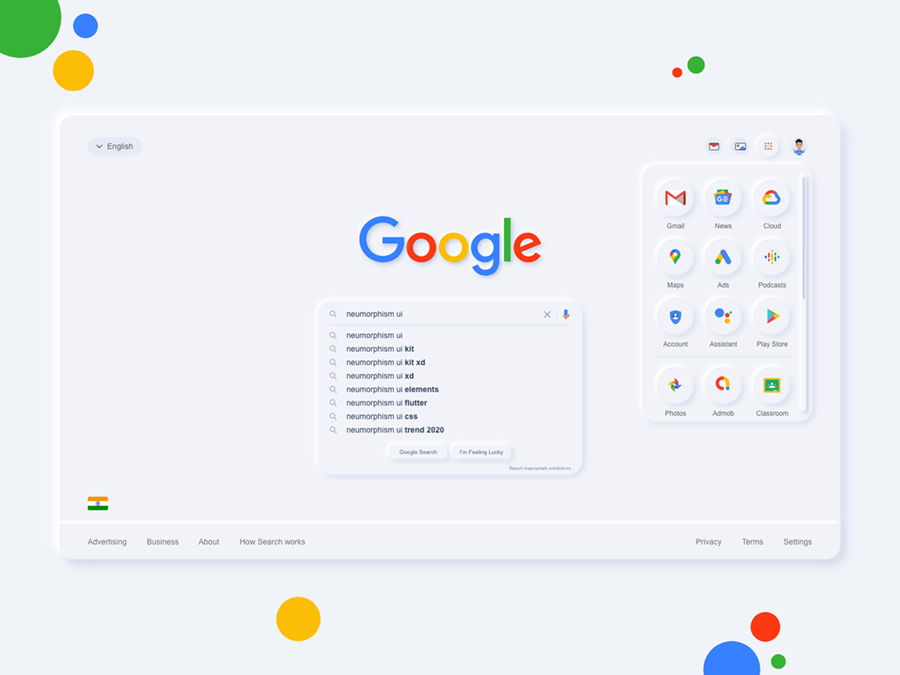 English
Google
neumorphism ui
neumorphism ui
neumorphism ui kit
neumorphism ui kit xd
neumorphism ui xd
neumorphism ui elements
neumorphism ui flutter
neumorphism ui css
neumorphism ui trend 2020
Google Search I'm Feeling Lucky
Report inappropriate predictions
Gmail News Cloud
Maps Ads Podcasts
Account Assistant Play Store
Photos Admob Classroom
Advertising Business About How Search works Privacy Terms Settings